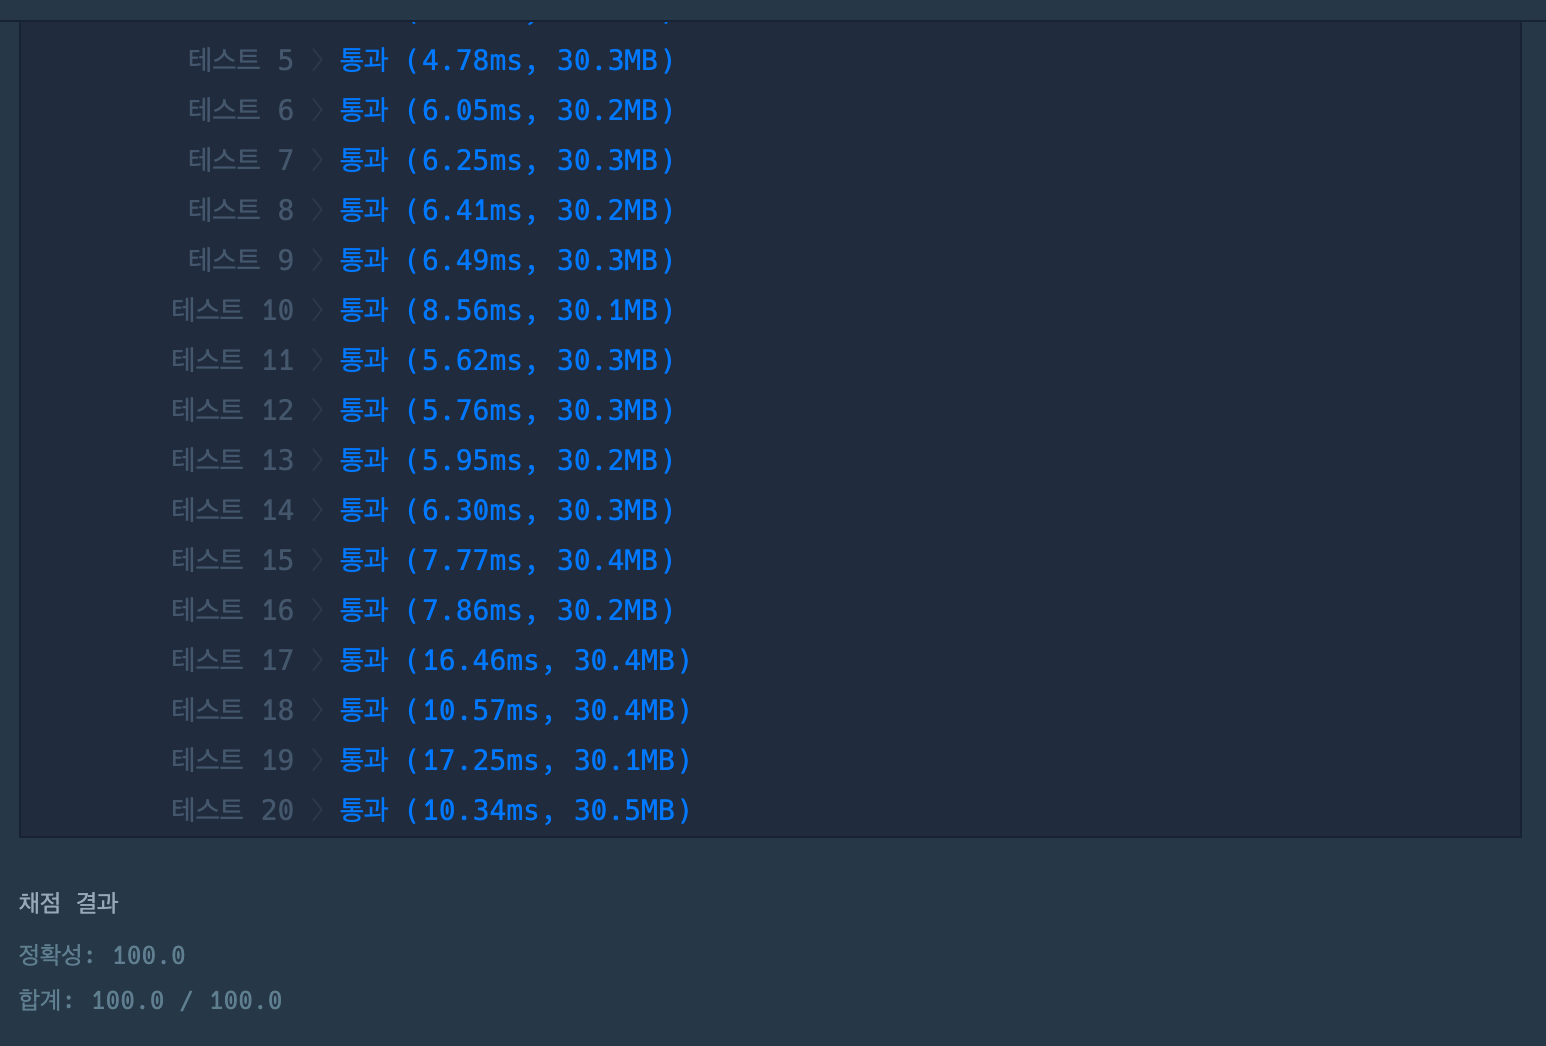 테스트 5 〉 통과 (4.78ms, 30.3MB)
테스트 6 〉 통과 (6.05ms, 30.2MB)
테스트 7 〉 통과 (6.25ms, 30.3MB)
테스트 8 〉 통과 (6.41ms, 30.2MB)
테스트 9 〉 통과 (6.49ms, 30.3MB)
테스트 10 〉 통과 (8.56ms, 30.1MB)
테스트 11 〉 통과 (5.62ms, 30.3MB)
테스트 12 〉 통과 (5.76ms, 30.3MB)
테스트 13 〉 통과 (5.95ms, 30.2MB)
테스트 14 〉 통과 (6.30ms, 30.3MB)
테스트 15 〉 통과 (7.77ms, 30.4MB)
테스트 16 〉 통과 (7.86ms, 30.2MB)
테스트 17 〉 통과 (16.46ms, 30.4MB)
테스트 18 〉 통과 (10.57ms, 30.4MB)
테스트 19 〉 통과 (17.25ms, 30.1MB)
테스트 20 〉 통과 (10.34ms, 30.5MB)
채점 결과
정확성: 100.0
합계: 100.0 / 100.0